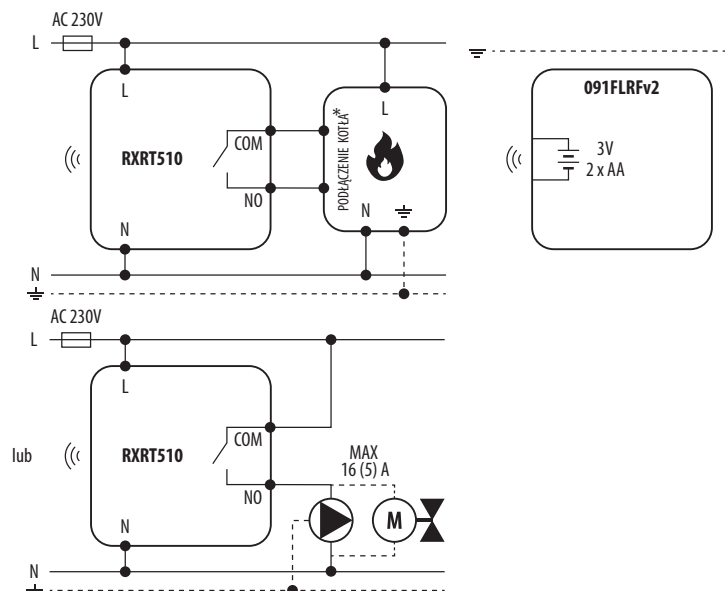 AC 230V
L
L
RXRT510
COM
NO
N
L
PODŁĄCZENIE KOTŁA*
N
N
091FLRFv2
3V
2 x AA
AC 230V
L
L
lub
RXRT510
COM
NO
N
MAX
16 (5) A
M
N